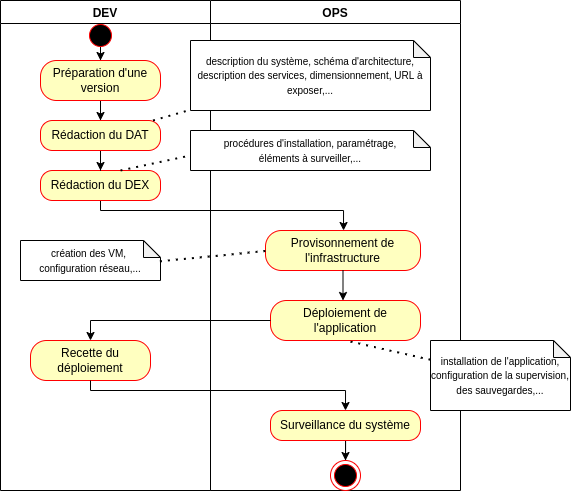 DEV
OPS
Préparation d'une
version
description du système, schéma d'architecture,
description des services, dimensionnement, URL à
exposer,...
Rédaction du DAT
procédures d'installation, paramétrage,
éléments à surveiller,...
Rédaction du DEX
Provisonnement de
l'infrastructure
création des VM,
configuration réseau,...
Déploiement de
l'application
Recette du
déploiement
installation de l'application,
configuration de la supervision,
des sauvegardes,...
Surveillance du système